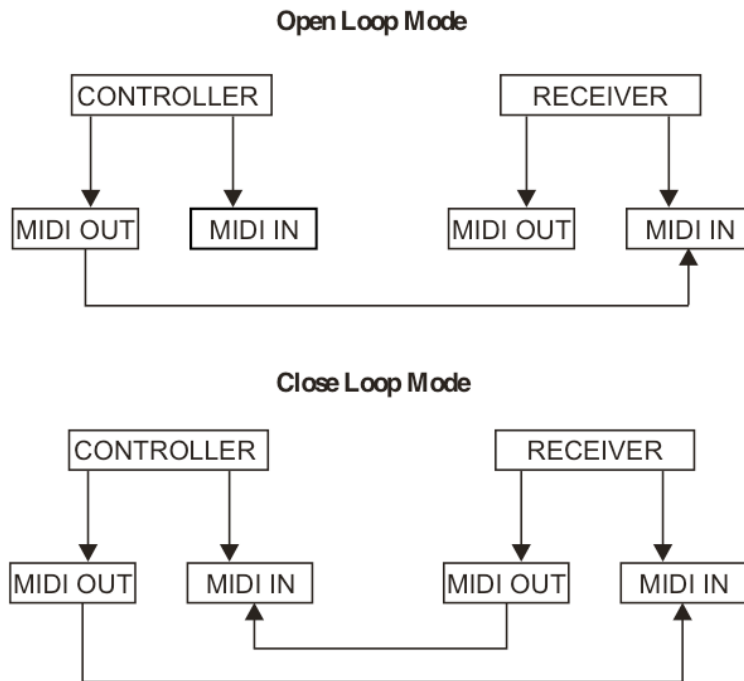 Open Loop Mode
CONTROLLER
RECEIVER
MIDI OUT
MIDI IN
MIDI OUT
MIDI IN
Close Loop Mode
CONTROLLER
RECEIVER
MIDI OUT
MIDI IN
MIDI OUT
MIDI IN